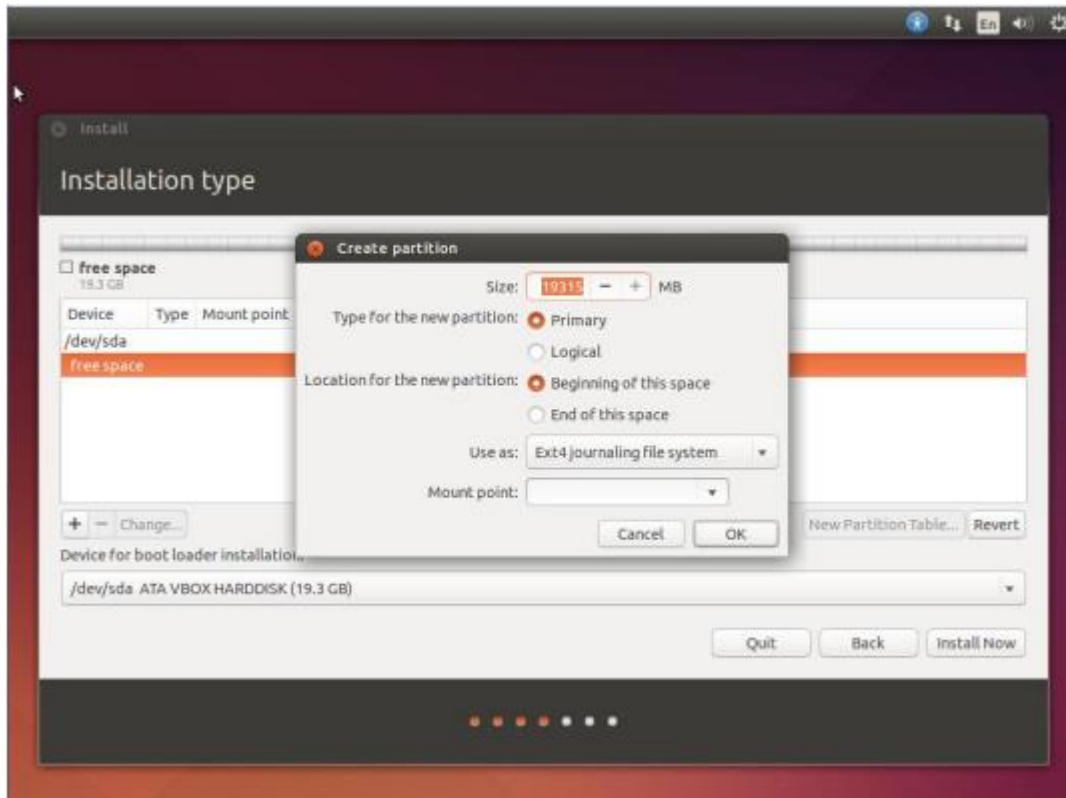 En
Install
Installation type
free space
19.3 GB
Device Type Mount point
/dev/sda
free space
Create partition
Size: 19315 − + MB
Type for the new partition: Primary
Logical
Location for the new partition: Beginning of this space
End of this space
Use as: Ext4 journaling file system
Mount point:
Cancel OK
+ − Change... New Partition Table... Revert
Device for boot loader installation:
/dev/sda ATA VBOX HARDDISK (19.3 GB)
Quit Back Install Now